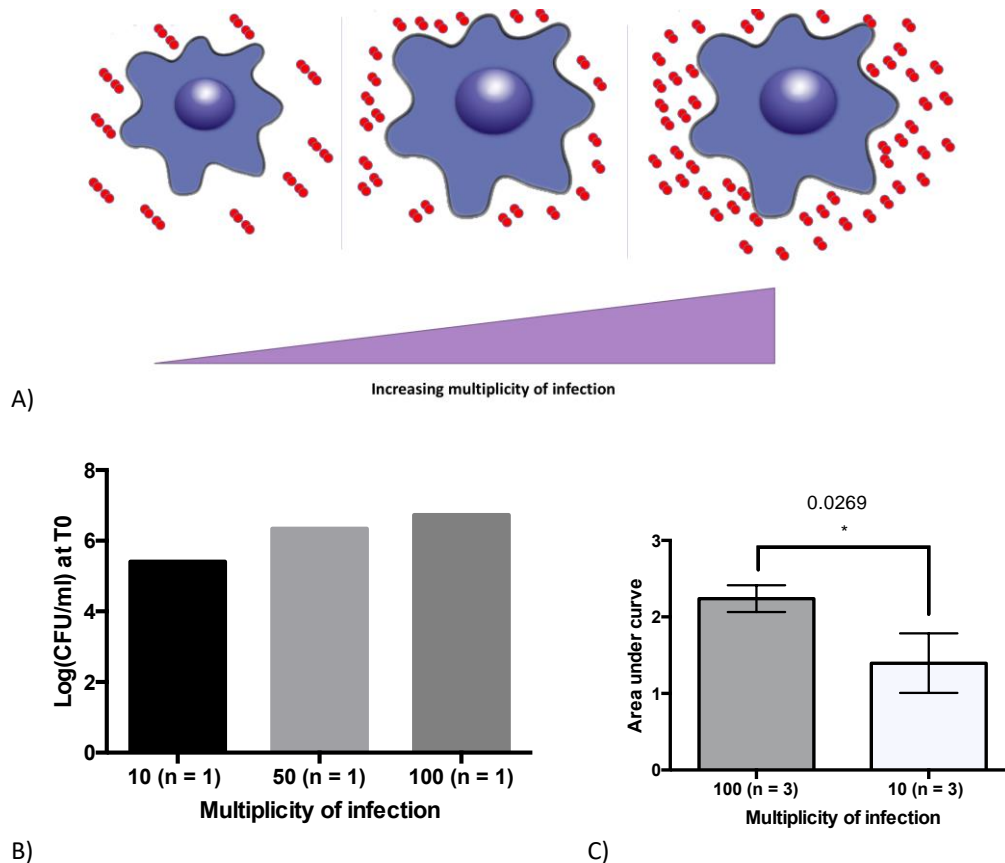 Increasing multiplicity of infection
A)
8
6
4
2
0
Log(CFU/ml) at T0
10 (n = 1) 50 (n = 1) 100 (n = 1)
Multiplicity of infection
B)
0.0269
*
3
2
1
0
Area under curve
100 (n = 3) 10 (n = 3)
Multiplicity of infection
C)